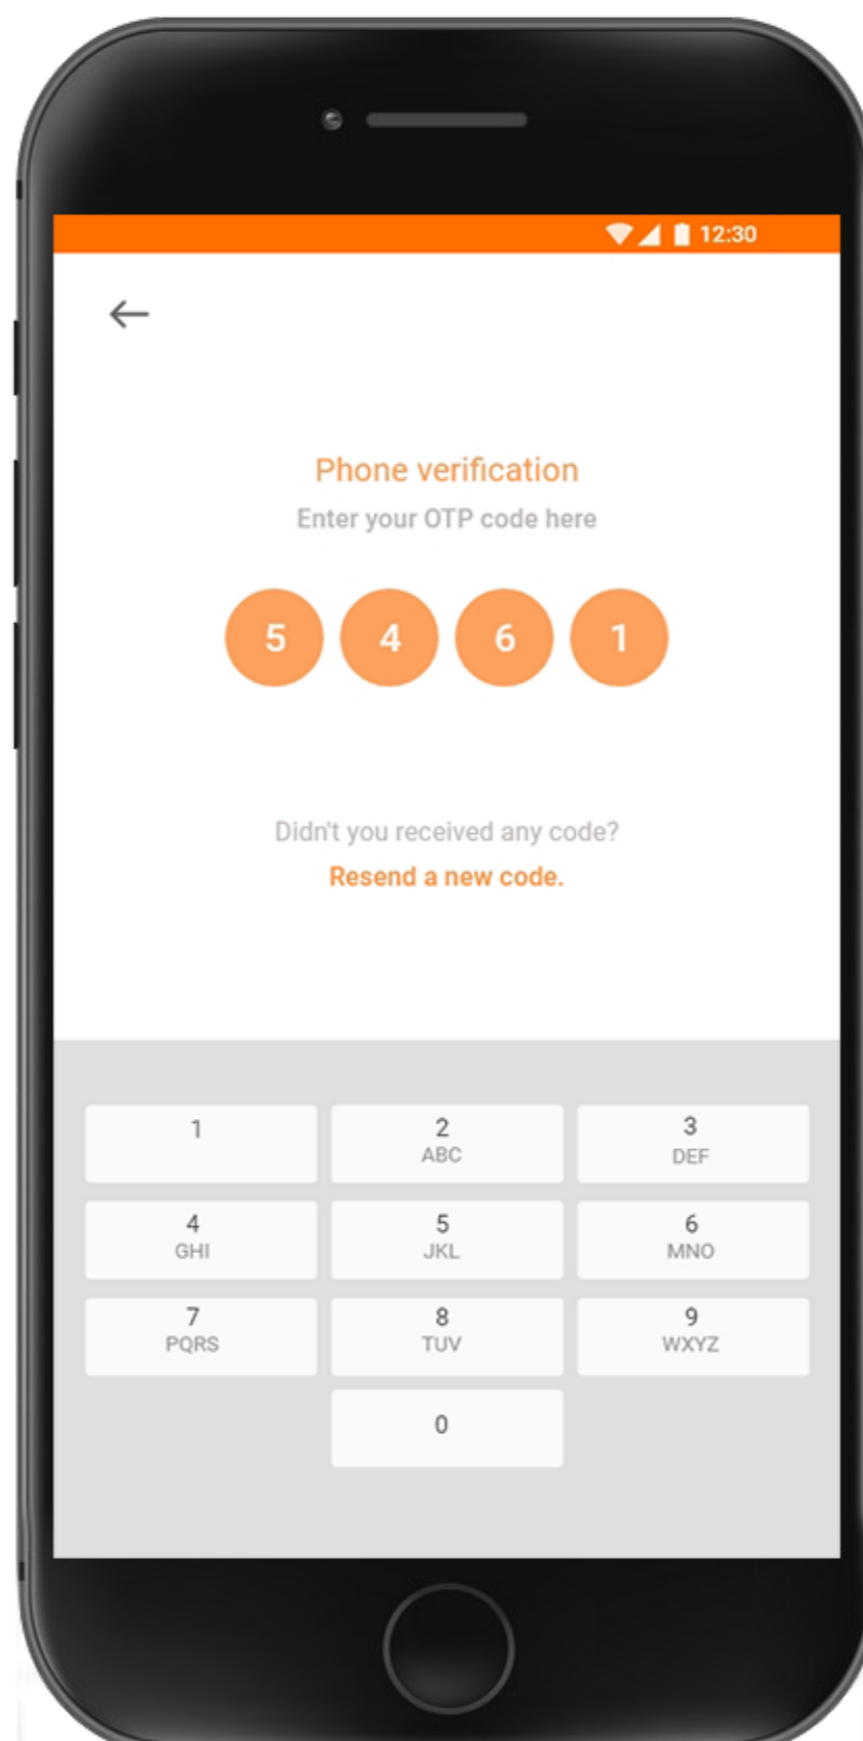 12:30
Phone verification
Enter your OTP code here
5 4 6 1
Didn't you received any code?
Resend a new code.
1 2 3
ABC DEF
4 5 6
GHI JKL MNO
7 8 9
PQRS TUV WXYZ
0